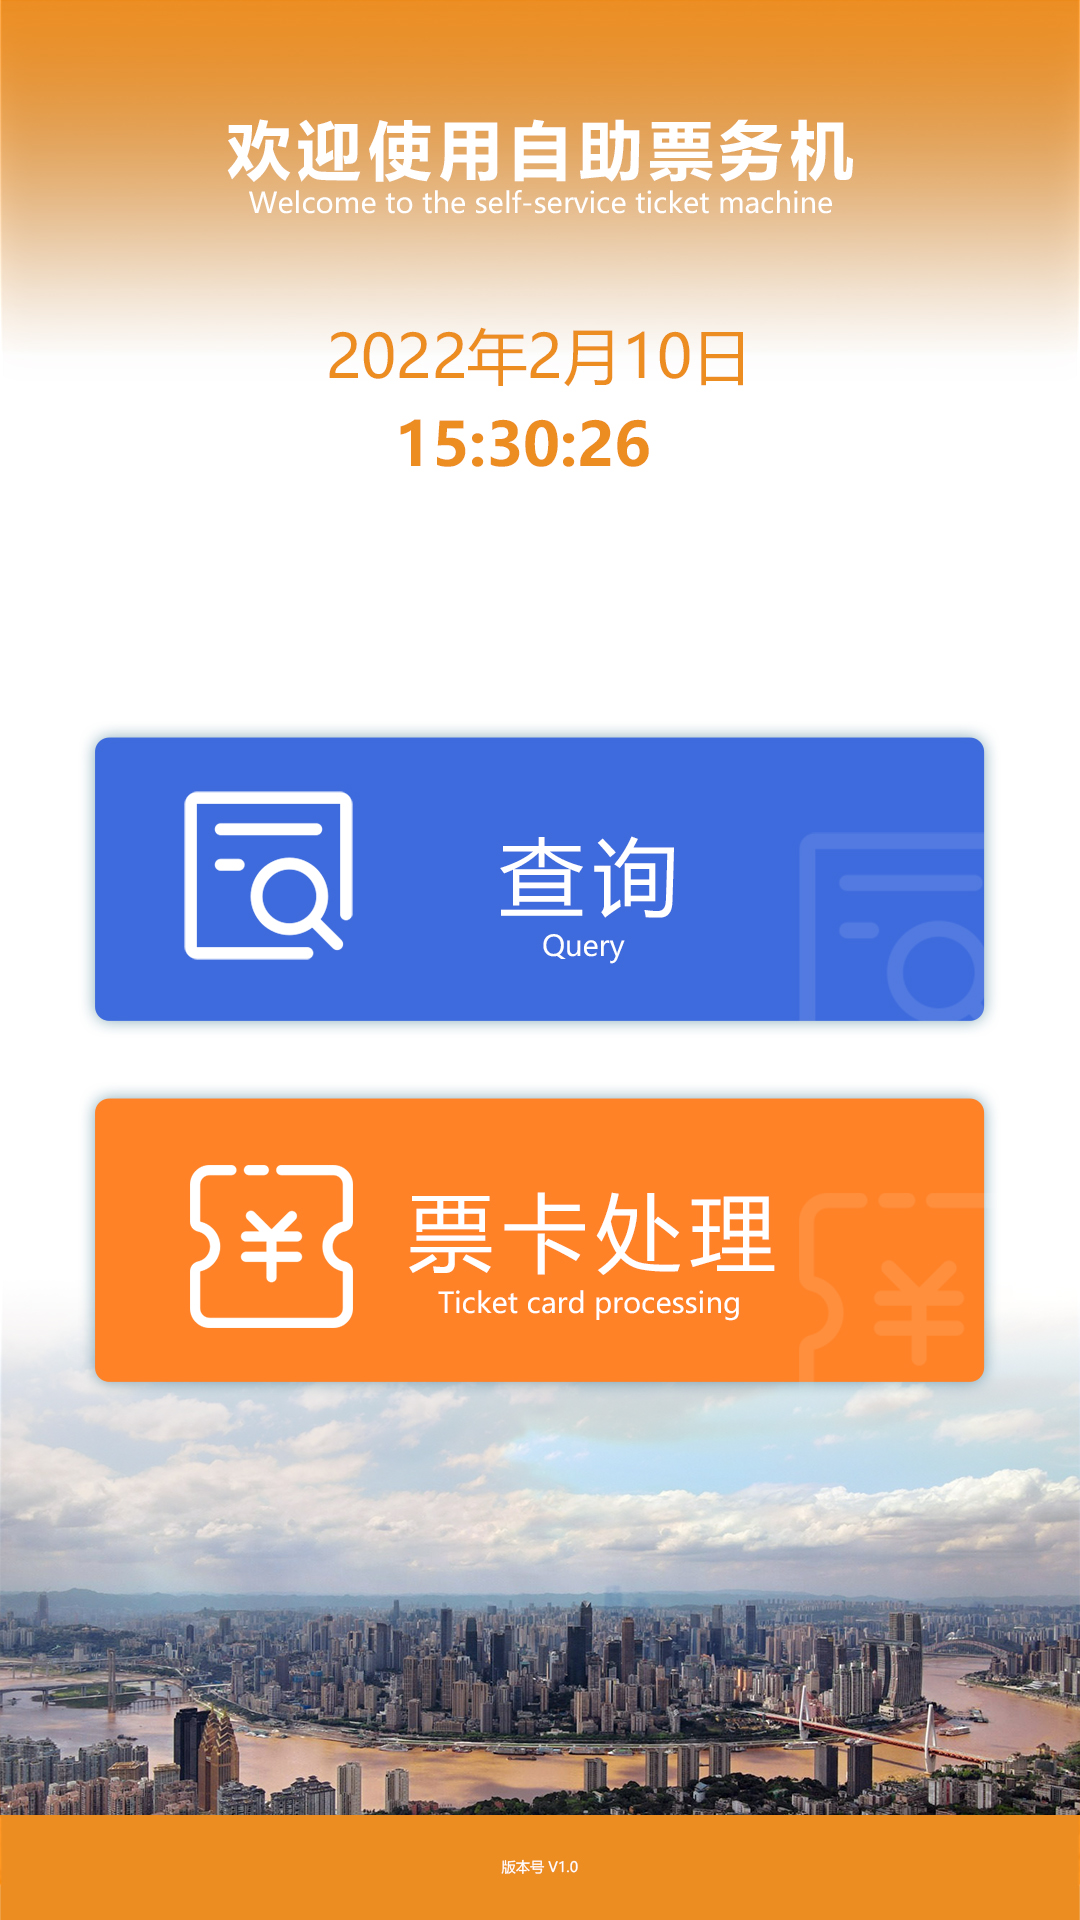 欢迎使用自助票务机
Welcome to the self-service ticket machine
2022年2月10日
15:30:26
查询
Query
¥
票卡处理
Ticket card processing
¥
版本号 V1.0